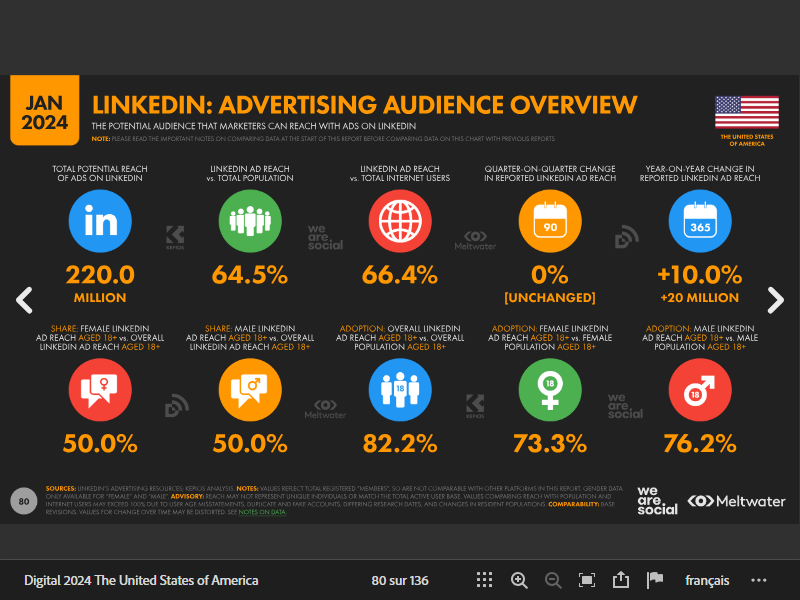 JAN
2024
LINKEDIN: ADVERTISING AUDIENCE OVERVIEW
THE POTENTIAL AUDIENCE THAT MARKETERS CAN REACH WITH ADS ON LINKEDIN
NOTE: PLEASE READ THE IMPORTANT NOTES ON COMPARING DATA AT THE START OF THIS REPORT BEFORE COMPARING DATA ON THIS CHART WITH PREVIOUS REPORTS
THE UNITED STATES
OF AMERICA
TOTAL POTENTIAL REACH
OF ADS ON LINKEDIN
in
220.0
MILLION
LINKEDIN AD REACH
vs. TOTAL POPULATION
64.5%
LINKEDIN AD REACH
vs. TOTAL INTERNET USERS
66.4%
QUARTER-ON-QUARTER CHANGE
IN REPORTED LINKEDIN AD REACH
90
0%
[UNCHANGED]
YEAR-ON-YEAR CHANGE IN
REPORTED LINKEDIN AD REACH
365
+10.0%
+20 MILLION
KEPIOS
we
are.
social
Meltwater
SHARE: FEMALE LINKEDIN
AD REACH AGED 18+ vs. OVERALL
LINKEDIN AD REACH AGED 18+
50.0%
SHARE: MALE LINKEDIN
AD REACH AGED 18+ vs. OVERALL
LINKEDIN AD REACH AGED 18+
50.0%
ADOPTION: OVERALL LINKEDIN
AD REACH AGED 18+ vs. OVERALL
POPULATION AGED 18+
18
82.2%
ADOPTION: FEMALE LINKEDIN
AD REACH AGED 18+ vs. FEMALE
POPULATION AGED 18+
18
73.3%
ADOPTION: MALE LINKEDIN
AD REACH AGED 18+ vs. MALE
POPULATION AGED 18+
18
76.2%
Meltwater
KEPIOS
we
are.
social
80
SOURCES: LINKEDIN'S ADVERTISING RESOURCES; KEPIOS ANALYSIS. NOTES: VALUES REFLECT TOTAL REGISTERED "MEMBERS", SO ARE NOT COMPARABLE WITH OTHER PLATFORMS IN THIS REPORT. GENDER DATA
ONLY AVAILABLE FOR "FEMALE" AND "MALE". ADVISORY: REACH MAY NOT REPRESENT UNIQUE INDIVIDUALS OR MATCH THE TOTAL ACTIVE USER BASE. VALUES COMPARING REACH WITH POPULATION AND
INTERNET USERS MAY EXCEED 100% DUE TO USER AGE MISSTATEMENTS, DUPLICATE AND FAKE ACCOUNTS, DIFFERING RESEARCH DATES, AND CHANGES IN RESIDENT POPULATIONS. COMPARABILITY: BASE
REVISIONS. VALUES FOR CHANGE OVER TIME MAY BE DISTORTED. SEE NOTES ON DATA.
we
are.
social
Meltwater
Digital 2024 The United States of America
80 sur 136
français